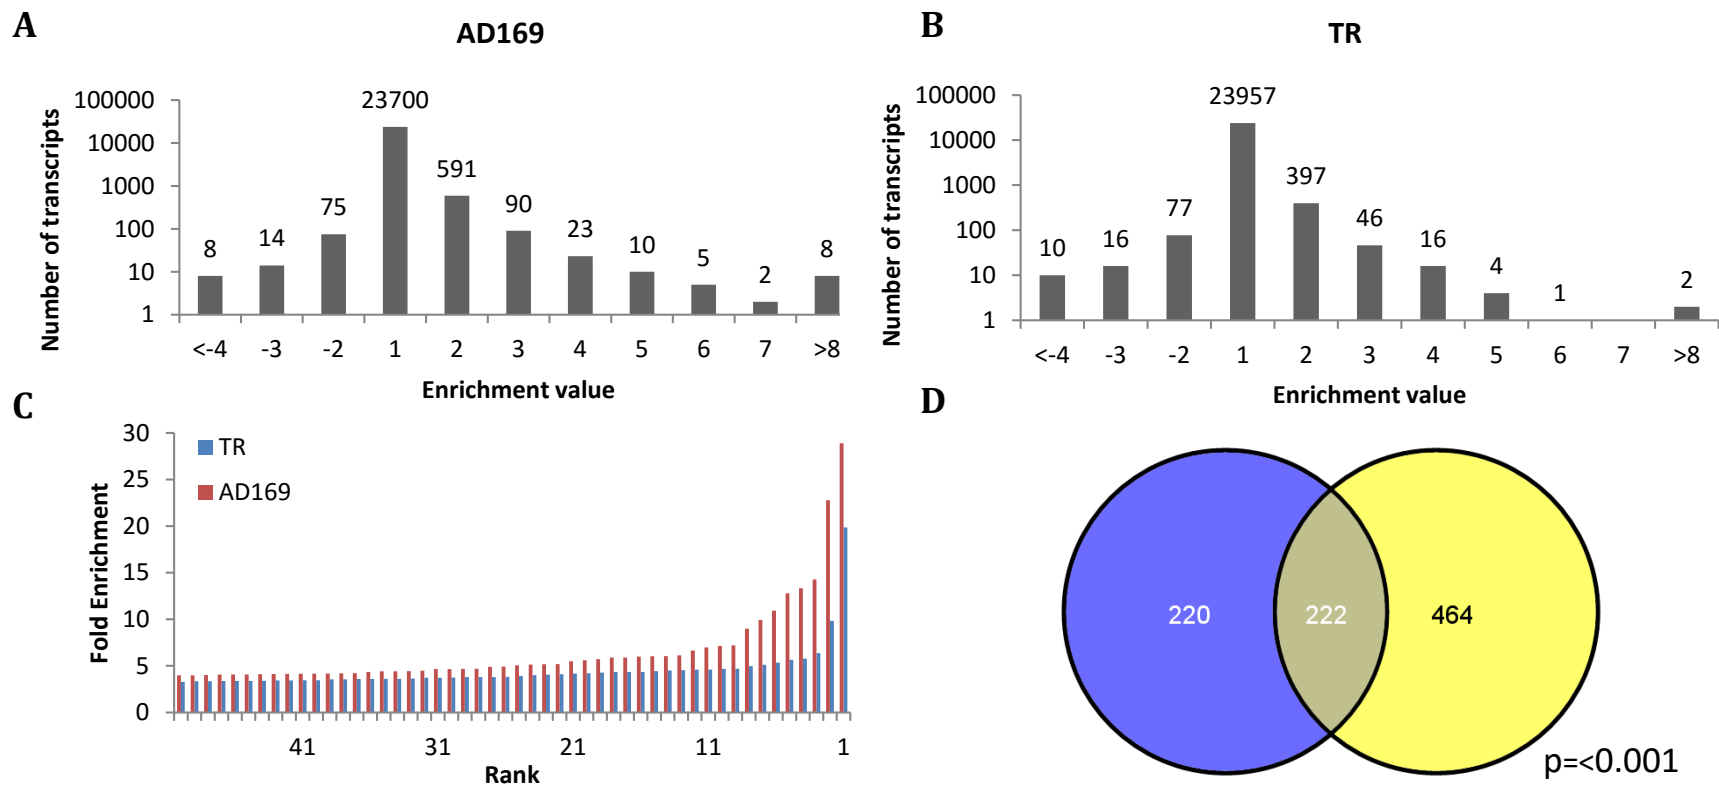 A
AD169
Number of transcripts
100000
10000
1000
100
10
1
8
14
75
23700
591
90
23
10
5
2
8
<-4 -3 -2 1 2 3 4 5 6 7 >8
Enrichment value
B
TR
Number of transcripts
100000
10000
1000
100
10
1
10
16
77
23957
397
46
16
4
1
2
<-4 -3 -2 1 2 3 4 5 6 7 >8
Enrichment value
C
Fold Enrichment
30
25
20
15
10
5
0
TR
AD169
41 31 21 11 1
Rank
D
220 222 464
p=<0.001